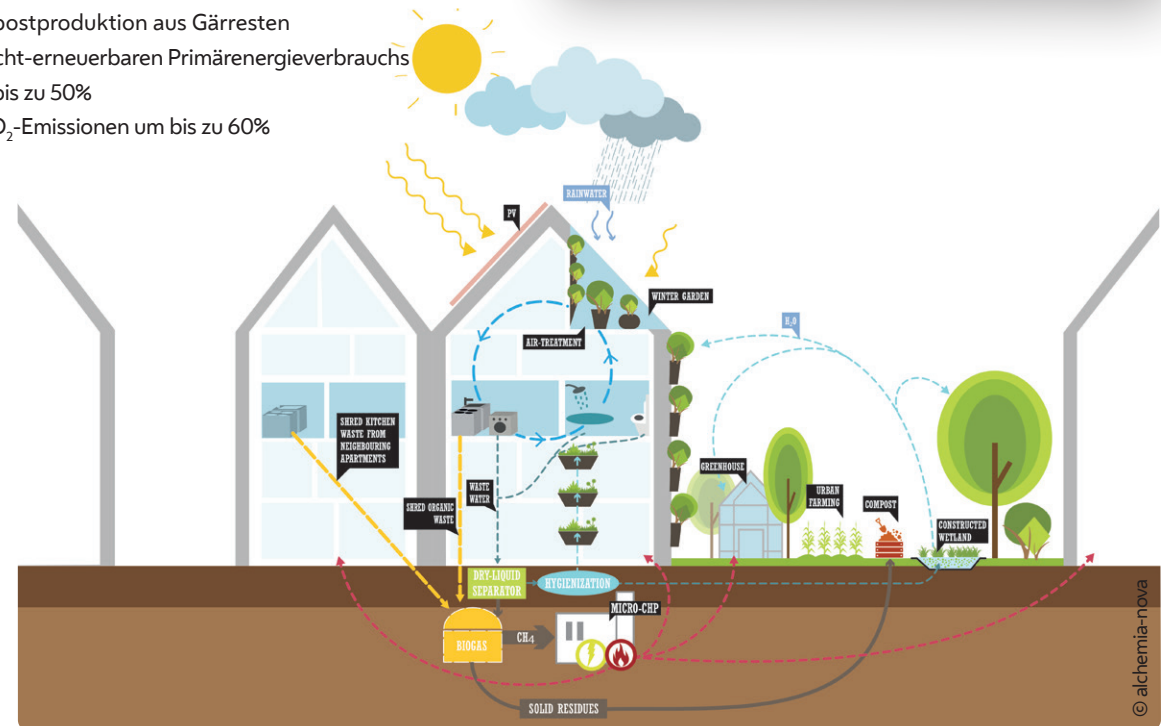 postproduktion aus Gärresten
cht-erneuerbaren Primärenergieverbrauchs
bis zu 50%
O₂-Emissionen um bis zu 60%
RAINWATER
PV
WINTER GARDEN
AIR-TREATMENT
H₂O
SHRED KITCHEN
WASTE FROM
NEIGHBOURING
APARTMENTS
GREENHOUSE
WASTE
WATER
SHRED ORGANIC
WASTE
URBAN
FARMING
COMPOST
CONSTRUCTED
WETLAND
DRY-LIQUID
SEPARATOR
HYGIENIZATION
MICRO-CHP
BIOGAS
CH₄
SOLID RESIDUES
© alchemia-nova